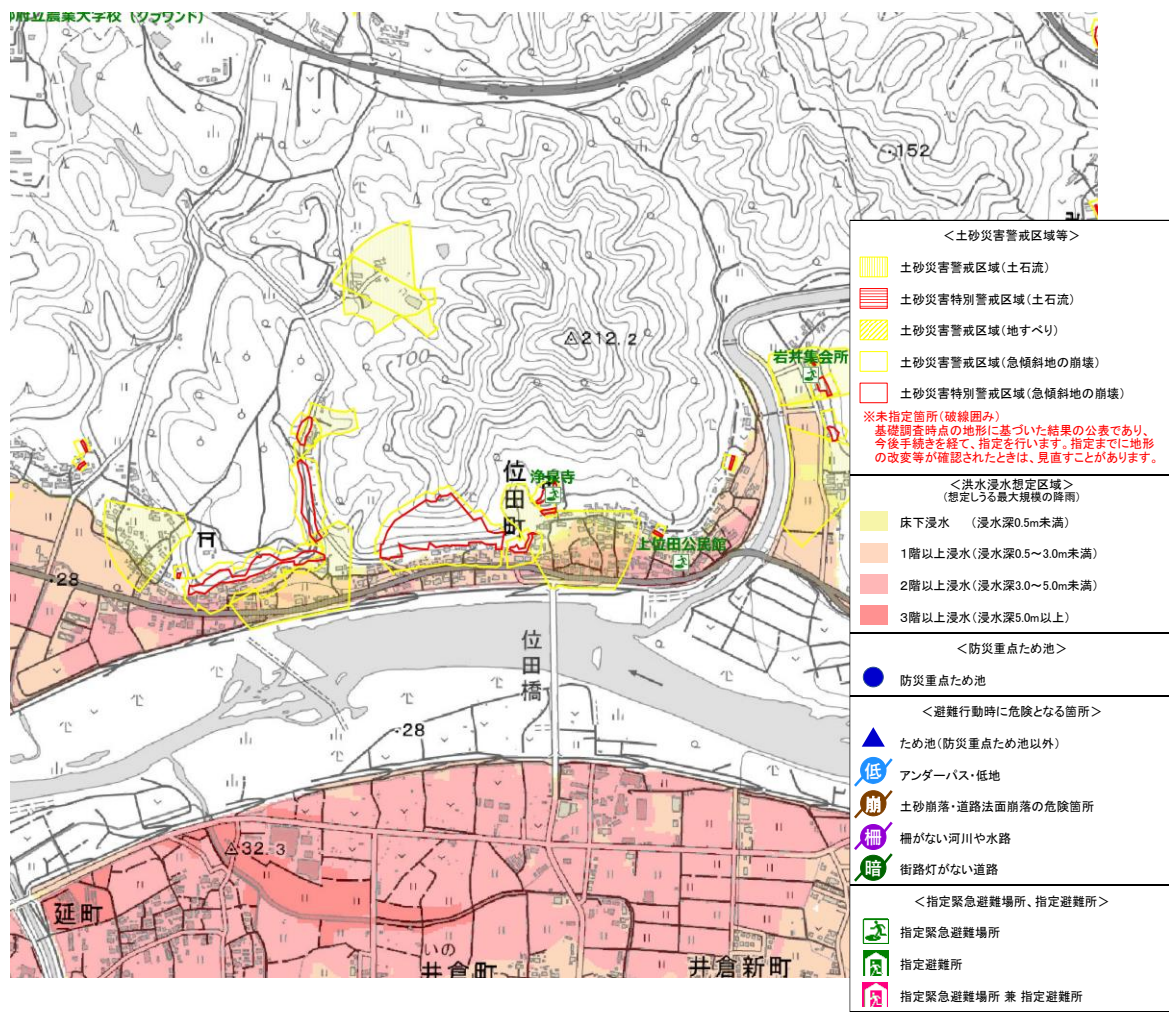 府立農業大学校(グラウンド)
152
212.2
100
岩井集会所
位田町
浄泉寺
上位田公民館
28
位田橋
28
32.3
延町
いの
井倉町
井倉新町
＜土砂災害警戒区域等＞
土砂災害警戒区域(土石流)
土砂災害特別警戒区域(土石流)
土砂災害警戒区域(地すべり)
土砂災害警戒区域(急傾斜地の崩壊)
土砂災害特別警戒区域(急傾斜地の崩壊)
※未指定箇所(破線囲み)
基礎調査時点の地形に基づいた結果の公表であり、
今後手続きを経て、指定を行います。指定までに地形
の改変等が確認されたときは、見直すことがあります。
＜洪水浸水想定区域＞
(想定しうる最大規模の降雨)
床下浸水　(浸水深0.5m未満)
1階以上浸水(浸水深0.5～3.0m未満)
2階以上浸水(浸水深3.0～5.0m未満)
3階以上浸水(浸水深5.0m以上)
＜防災重点ため池＞
防災重点ため池
＜避難行動時に危険となる箇所＞
ため池(防災重点ため池以外)
低 アンダーパス・低地
崩 土砂崩落・道路法面崩落の危険箇所
柵 柵がない河川や水路
暗 街路灯がない道路
＜指定緊急避難場所、指定避難所＞
指定緊急避難場所
指定避難所
指定緊急避難場所 兼 指定避難所